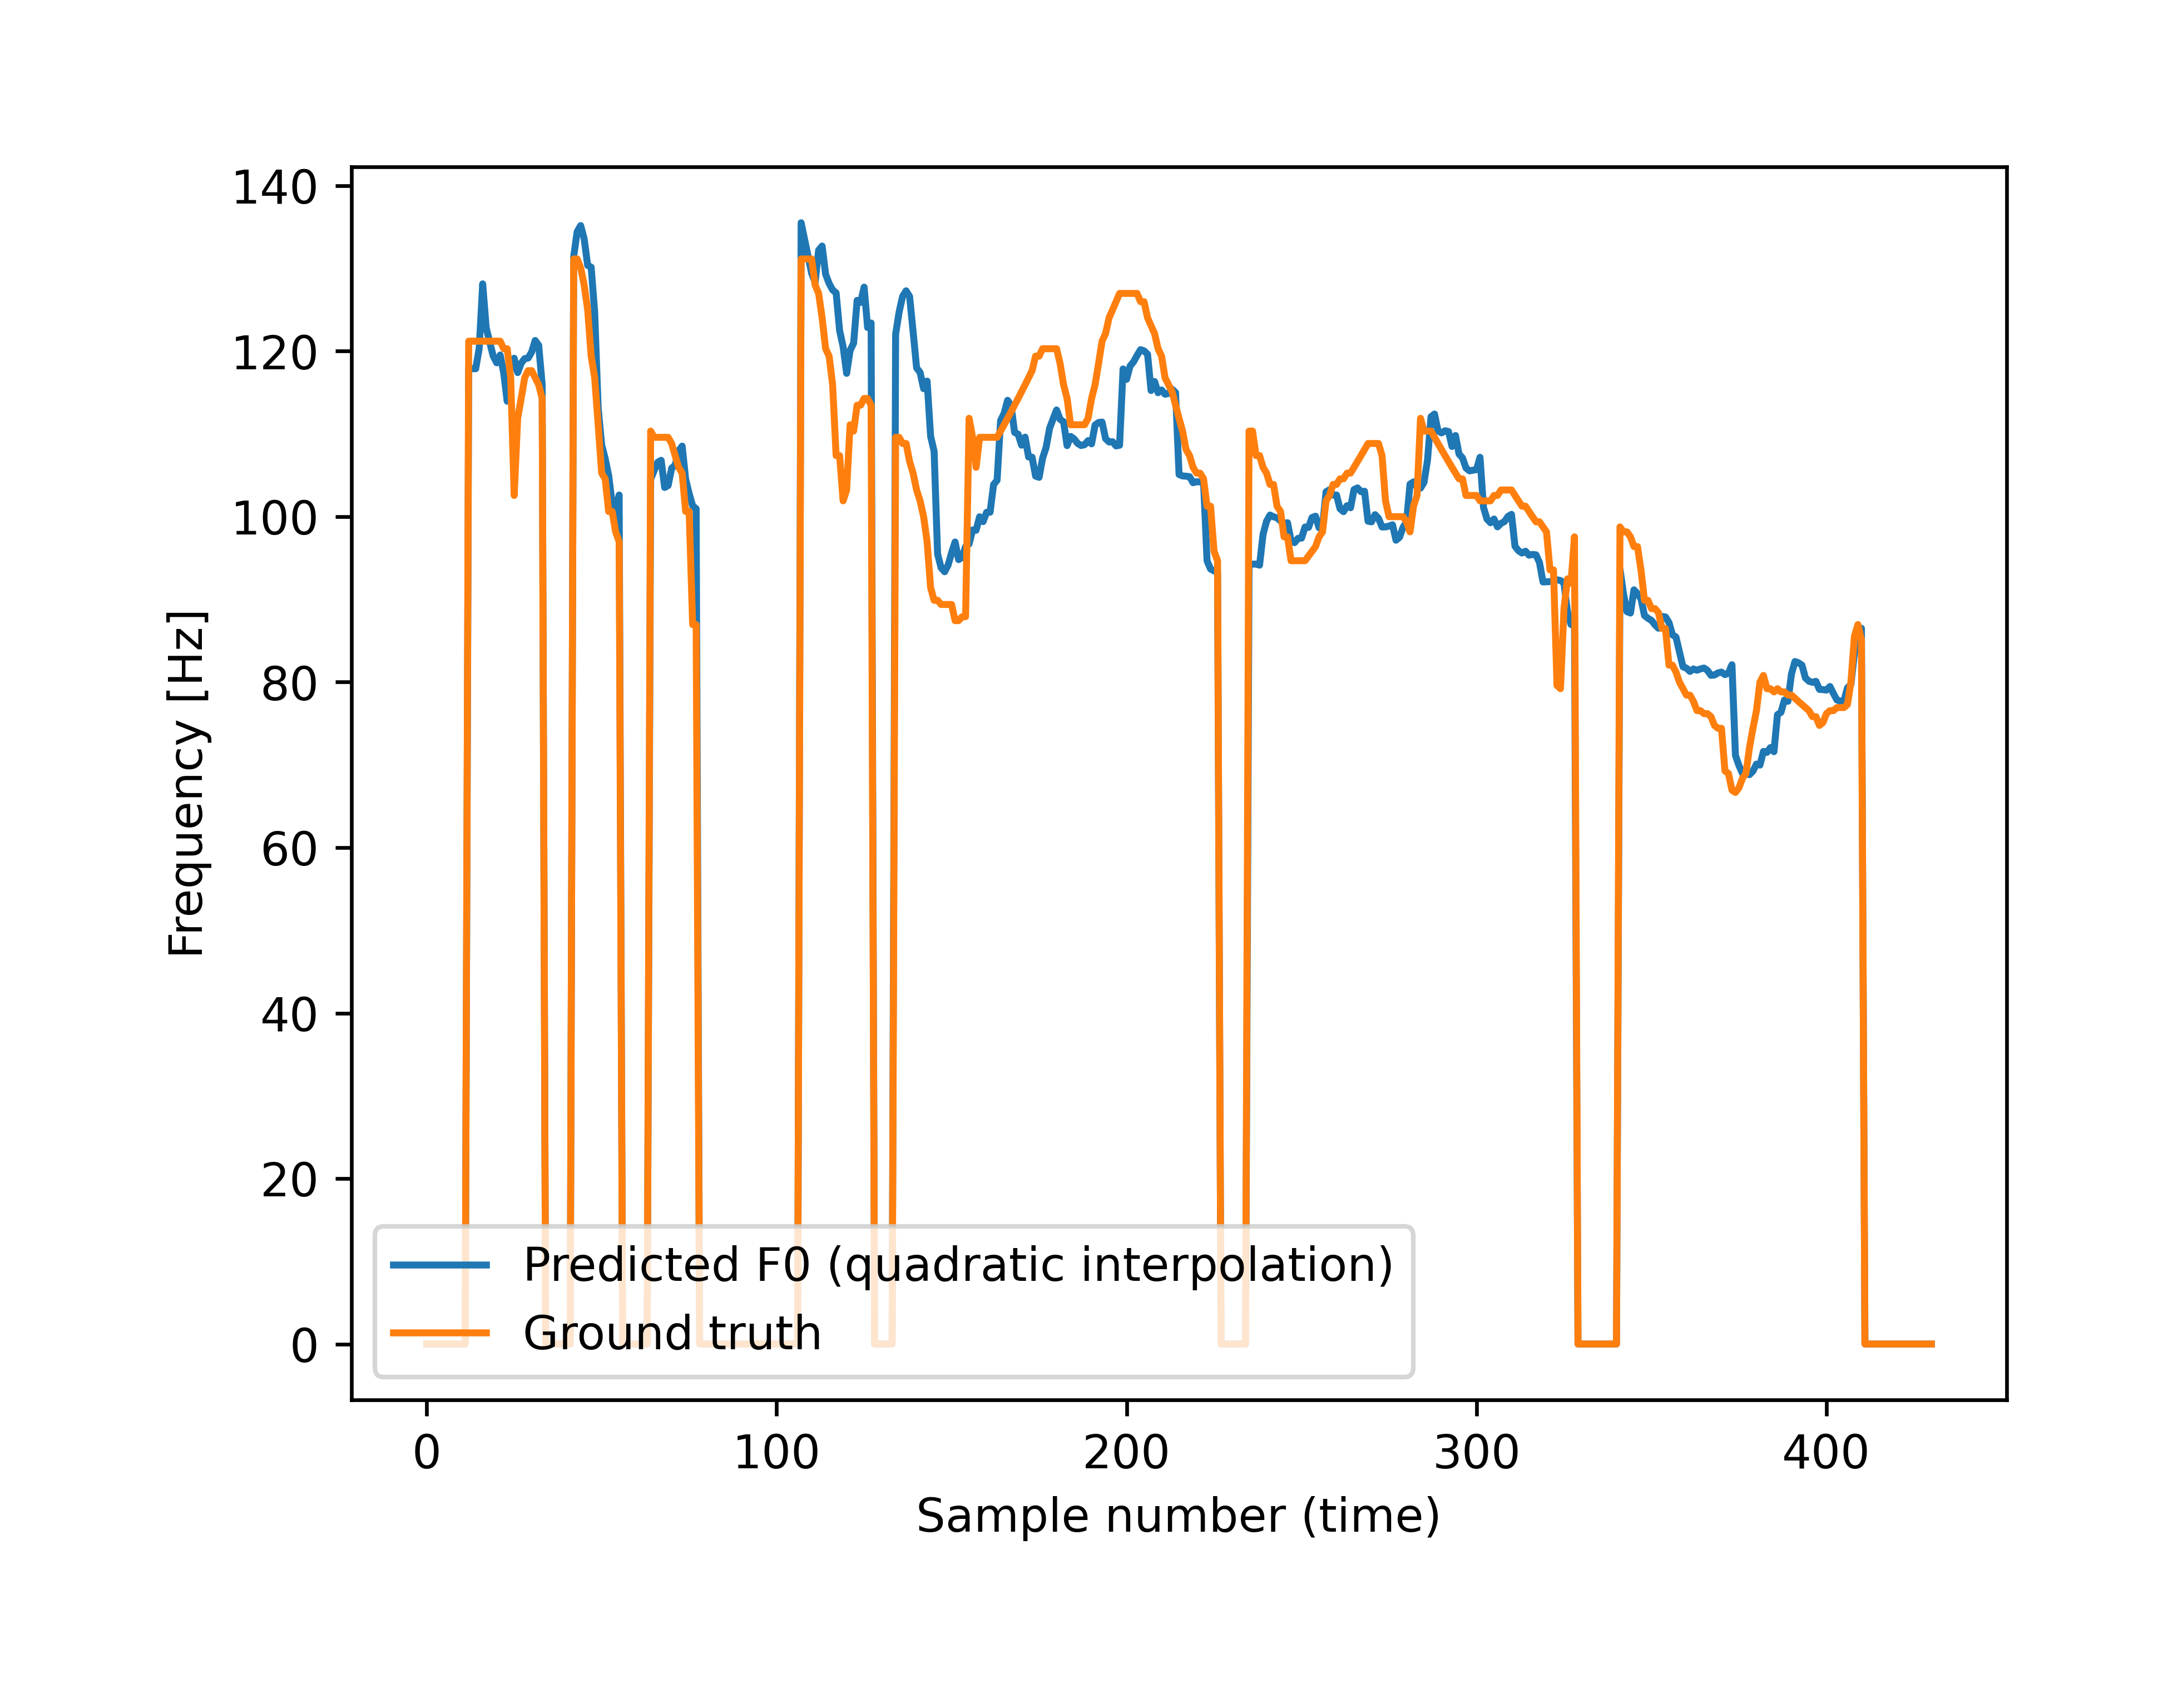 140
120
100
80
60
40
20
0
Frequency [Hz]
Predicted F0 (quadratic interpolation)
Ground truth
0 100 200 300 400
Sample number (time)